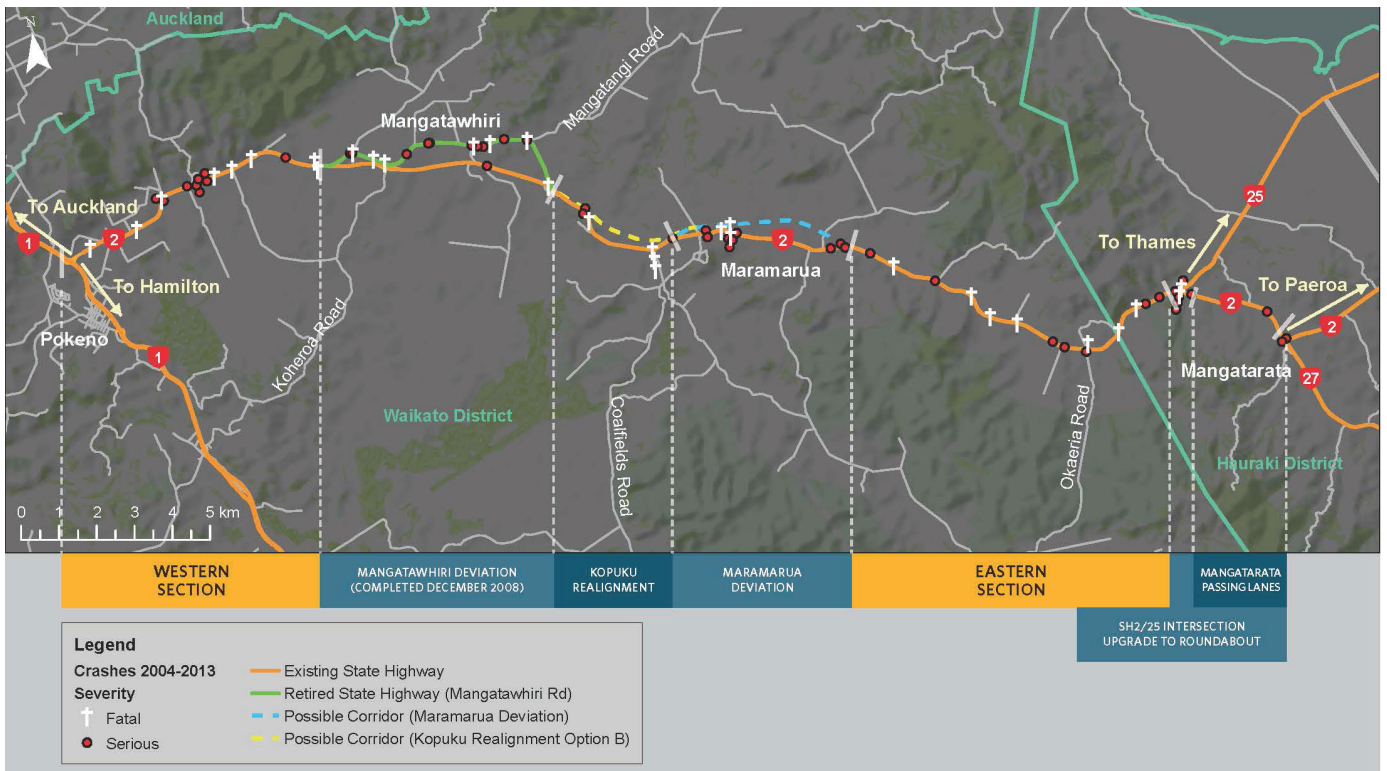 N
Auckland
Mangatangi Road
Mangatawhiri
To Auckland
1
2
25
To Thames
2
Maramarua
To Hamilton
To Paeroa
2
2
Pokeno
1
Koheroa Road
Mangatarata
27
Waikato District
Coalfields Road
Okaeria Road
Hauraki District
0 1 2 3 4 5 km
WESTERN
SECTION
MANGATAWHIRI DEVIATION
(COMPLETED DECEMBER 2008)
KOPUKU
REALIGNMENT
MARAMARUA
DEVIATION
EASTERN
SECTION
MANGATARATA
PASSING LANES
SH2/25 INTERSECTION
UPGRADE TO ROUNDABOUT
Legend
Crashes 2004-2013
Severity
Fatal
Serious
Existing State Highway
Retired State Highway (Mangatawhiri Rd)
Possible Corridor (Maramarua Deviation)
Possible Corridor (Kopuku Realignment Option B)